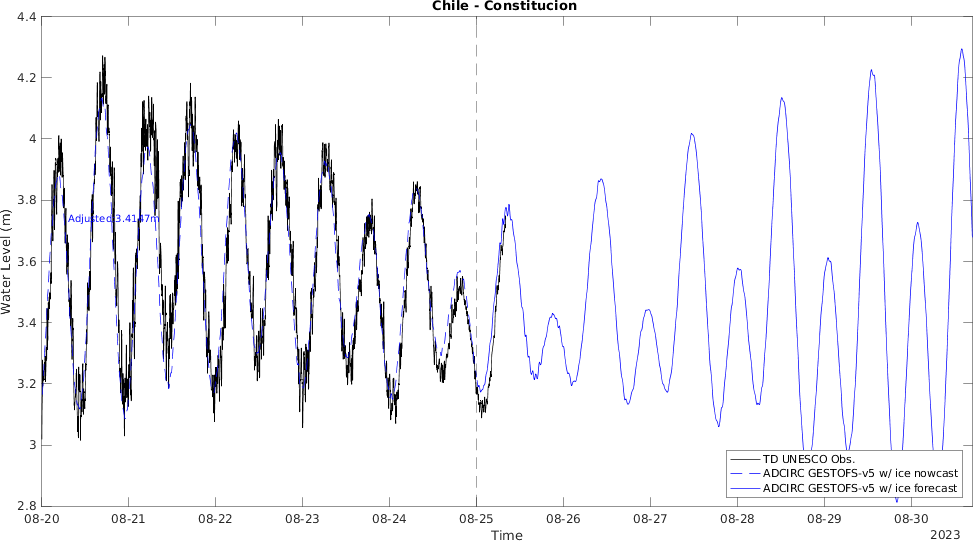 Chile - Constitucion
4.4
4.2
4
3.8
3.6
3.4
3.2
3
2.8
Water Level (m)
Adjusted 3.4147m
TD UNESCO Obs.
ADCIRC GESTOFS-v5 w/ ice nowcast
ADCIRC GESTOFS-v5 w/ ice forecast
08-20 08-21 08-22 08-23 08-24 08-25 08-26 08-27 08-28 08-29 08-30
Time
2023